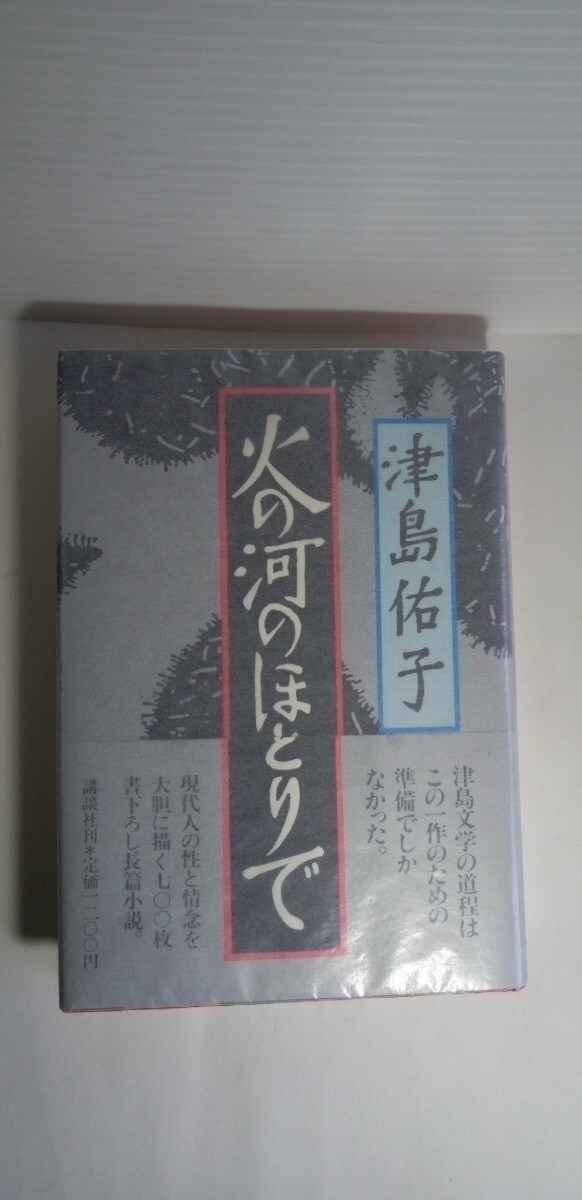 津島佑子
火の河のほとりで
津島文学の道程は
この一作のための
準備でしか
なかった。
現代人の性と情念を
大胆に描く七〇〇枚
書下ろし長篇小説。
講談社刊*定価一二〇〇円